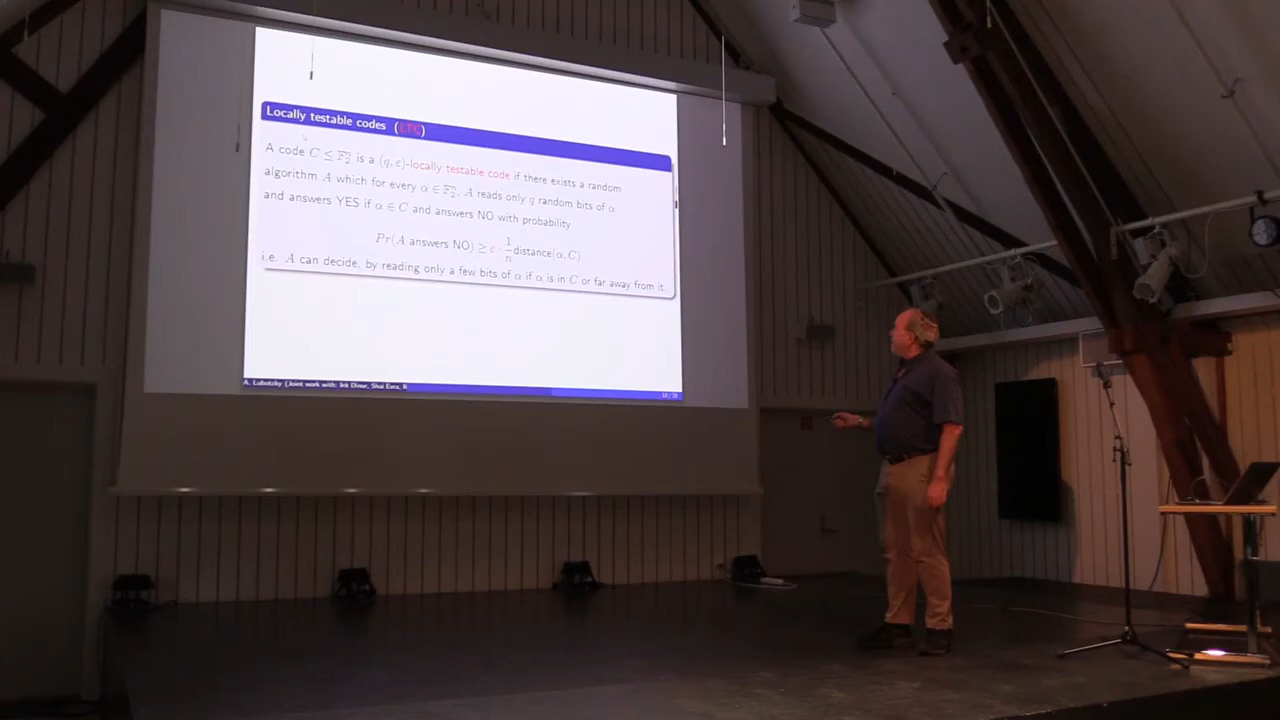 Locally testable codes (LTC)
A code C ≤ 𝔽₂ⁿ is a (q, ε)-locally testable code if there exists a random
algorithm A which for every α ∈ 𝔽₂ⁿ, A reads only q random bits of α
and answers YES if α ∈ C and answers NO with probability
Pr(A answers NO) ≥ ε · 1/n distance(α, C)
i.e. A can decide, by reading only a few bits of α if α is in C or far away from it.
A. Lubotzky (Joint work with: Irit Dinur, Shai Evra,